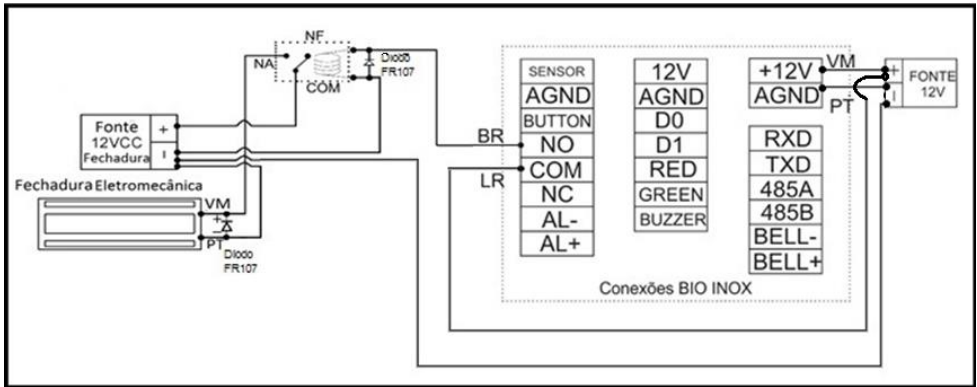 NF
NA
COM
Diodo
FR107
Fonte
12VCC
Fechadura
+
-
Fechadura Eletromecânica
VM
+
-
PT
Diodo
FR107
BR
LR
SENSOR
AGND
BUTTON
NO
COM
NC
AL-
AL+
12V
AGND
D0
D1
RED
GREEN
BUZZER
+12V
AGND
VM
PT
+
-
FONTE
12V
RXD
TXD
485A
485B
BELL-
BELL+
Conexões BIO INOX